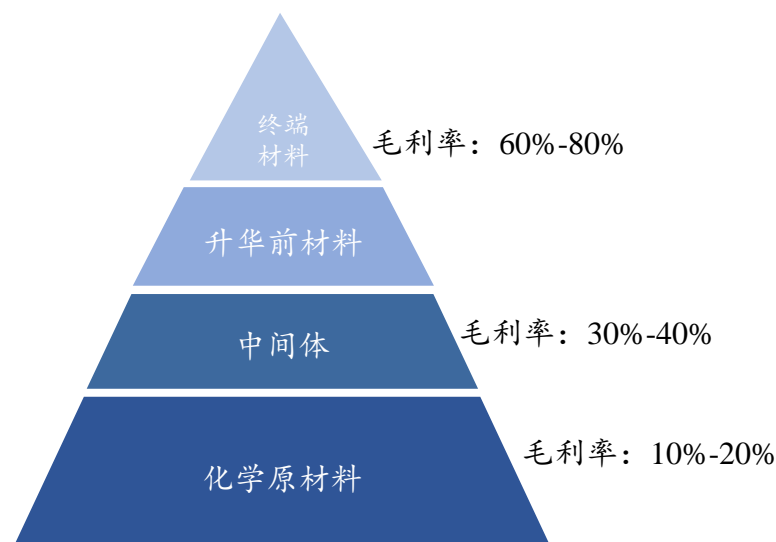 终端
材料
毛利率：60%-80%
升华前材料
中间体
毛利率：30%-40%
化学原材料
毛利率：10%-20%